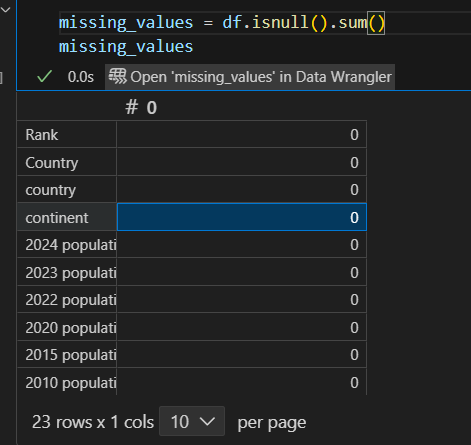 missing_values = df.isnull().sum()
missing_values
0.0s Open 'missing_values' in Data Wrangler
# 0
Rank 0
Country 0
country 0
continent 0
2024 populati 0
2023 populati 0
2022 populati 0
2020 populati 0
2015 populati 0
2010 populati 0
23 rows x 1 cols 10 per page